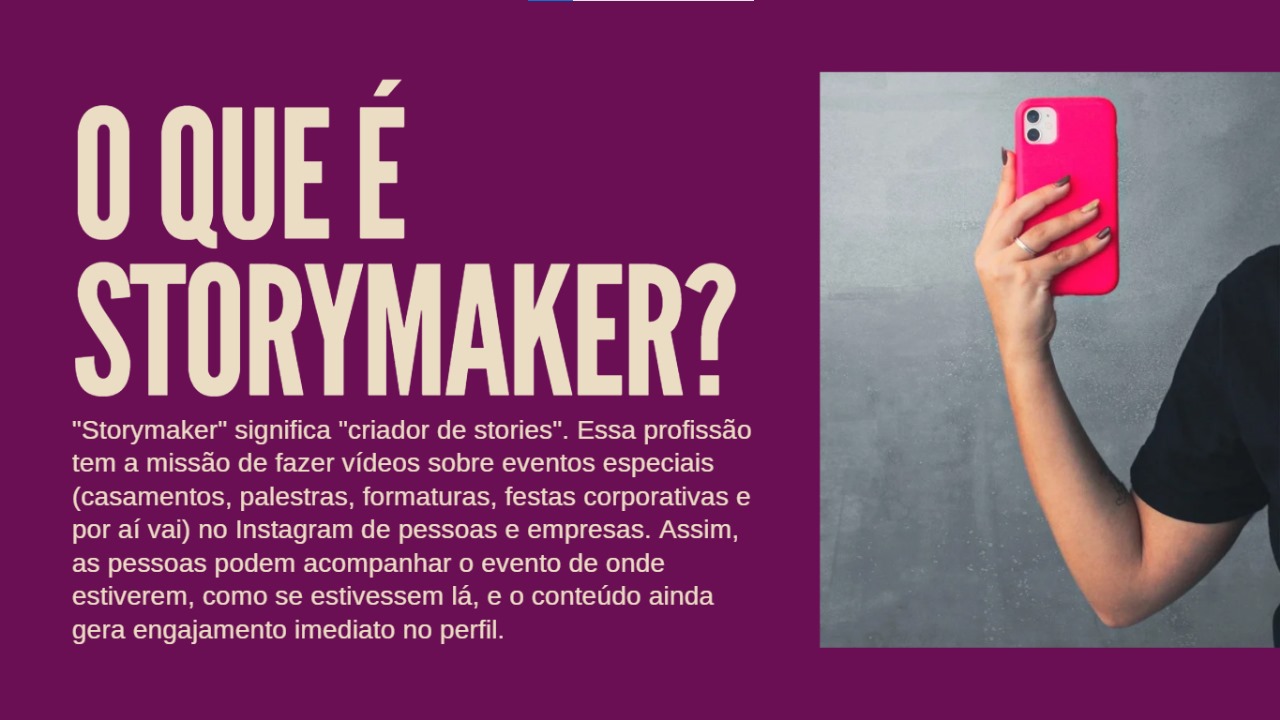 O QUE É
STORYMAKER?
"Storymaker" significa "criador de stories". Essa profissão
tem a missão de fazer vídeos sobre eventos especiais
(casamentos, palestras, formaturas, festas corporativas e
por aí vai) no Instagram de pessoas e empresas. Assim,
as pessoas podem acompanhar o evento de onde
estiverem, como se estivessem lá, e o conteúdo ainda
gera engajamento imediato no perfil.